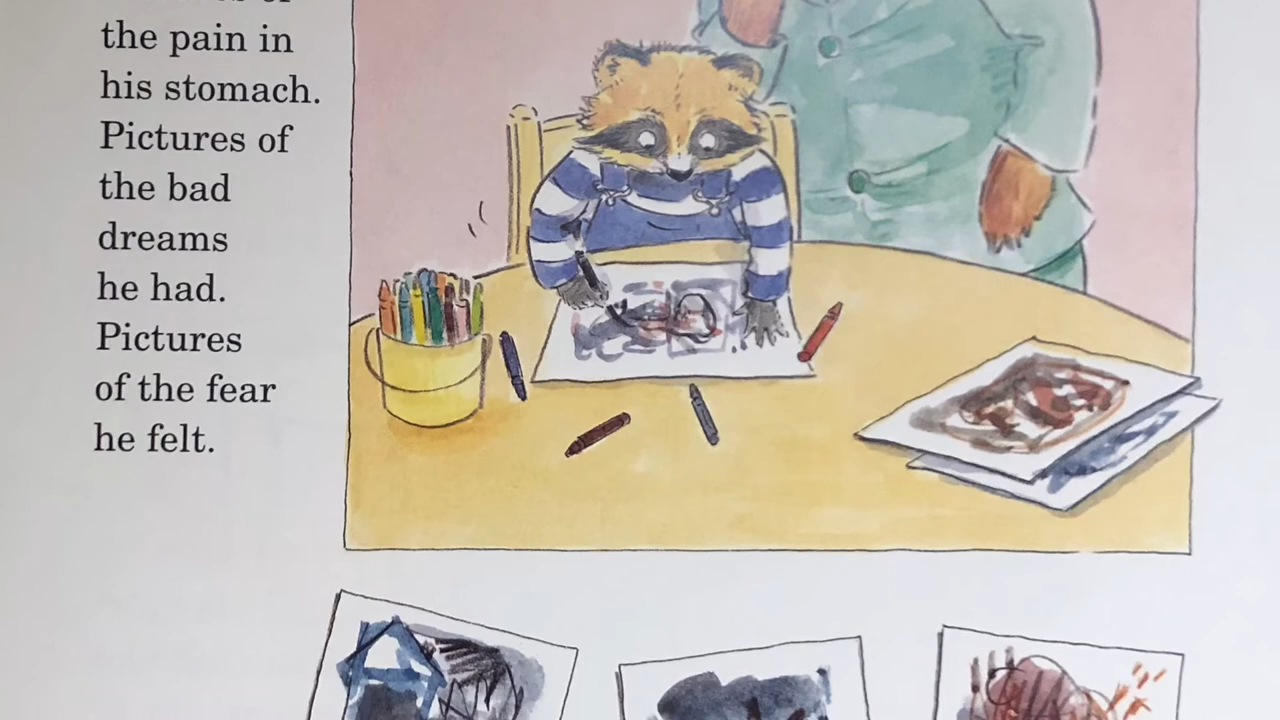 the pain in
his stomach.
Pictures of
the bad
dreams
he had.
Pictures
of the fear
he felt.